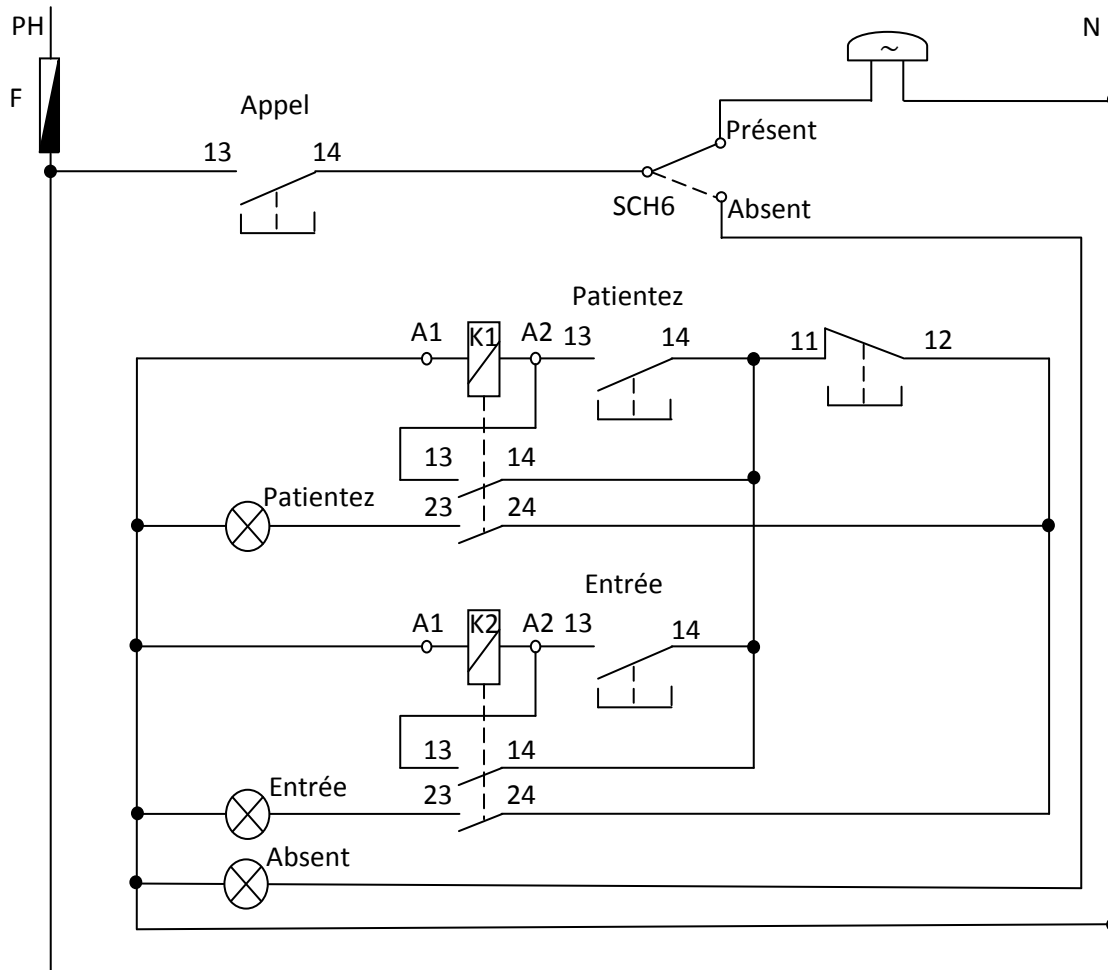 PH N
~
F
Appel
Présent
13 14
SCH6 Absent
Patientez
A1 K1 A2 13 14 11 12
13 14
Patientez
23 24
Entrée
A1 K2 A2 13 14
13 14
Entrée
23 24
Absent